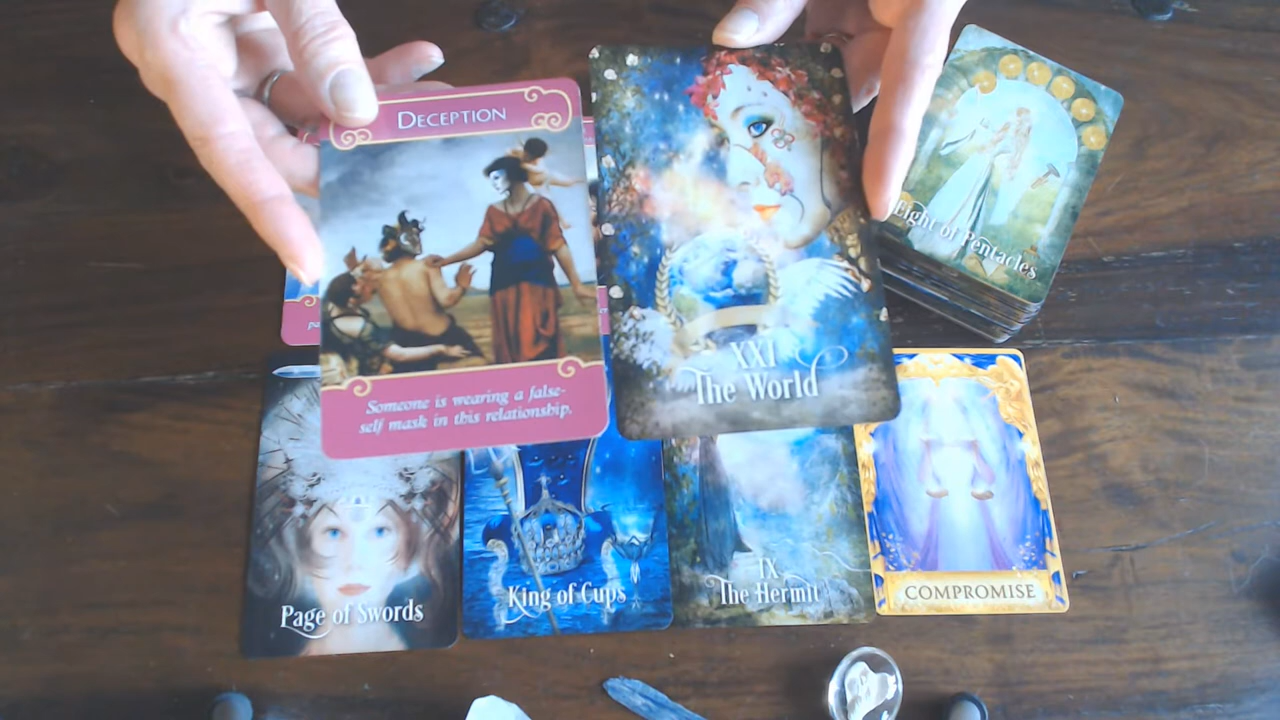 DECEPTION
Someone is wearing a false-
self mask in this relationship.
XXI
The World
Eight of Pentacles
Page of Swords
King of Cups
IX
The Hermit
COMPROMISE